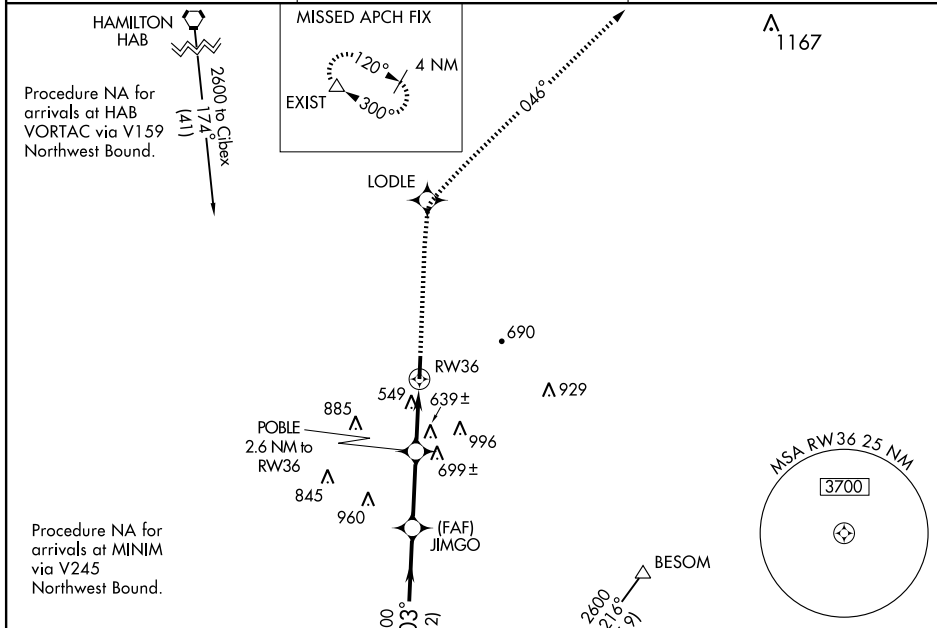 HAMILTON
HAB
2600 to Cibex
174°
(41)
Procedure NA for
arrivals at HAB
VORTAC via V159
Northwest Bound.
MISSED APCH FIX
120°
4 NM
EXIST
300°
046°
1167
LODLE
690
RW36
929
549
639±
885
996
POBLE
2.6 NM to
RW36
699±
845
960
MSA RW36 25 NM
3700
(FAF)
JIMGO
Procedure NA for
arrivals at MINIM
via V245
Northwest Bound.
BESOM
2600
216°